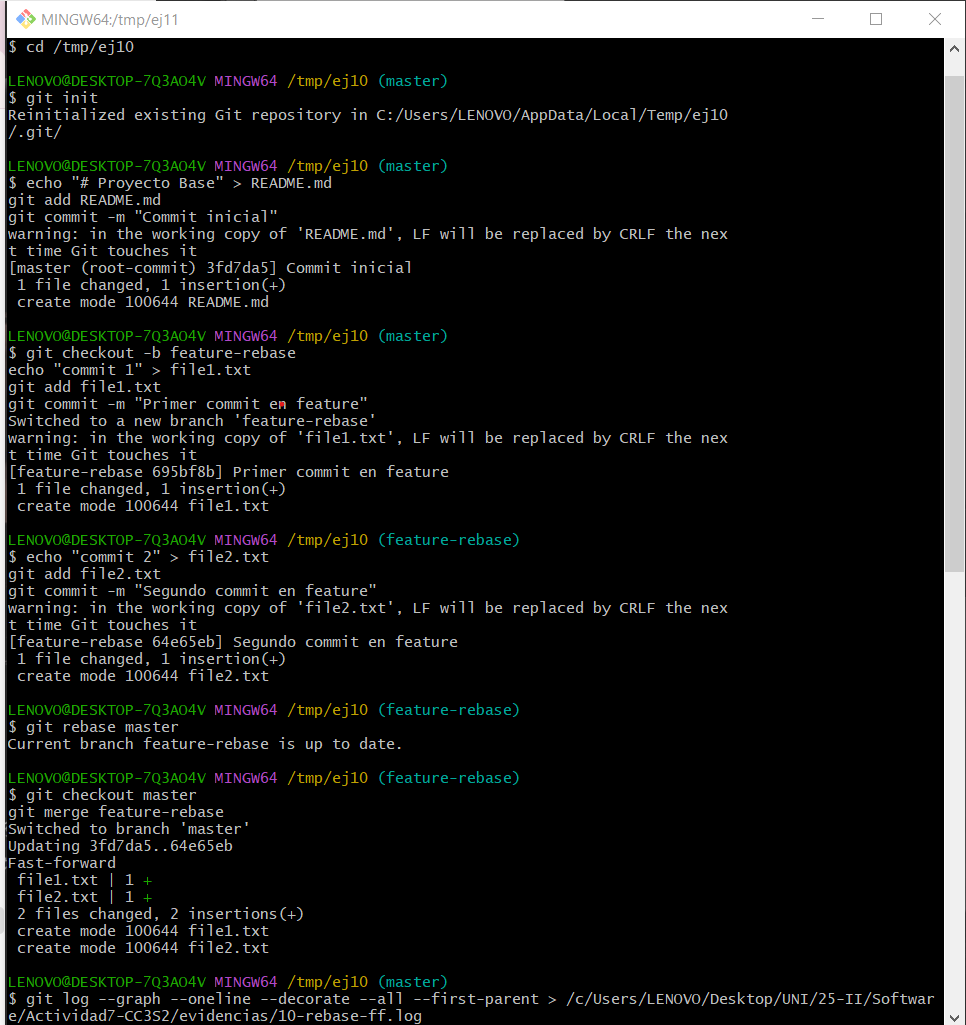 MINGW64:/tmp/ej11
$ cd /tmp/ej10
LENOVO@DESKTOP-7Q3AO4V MINGW64 /tmp/ej10 (master)
$ git init
Reinitialized existing Git repository in C:/Users/LENOVO/AppData/Local/Temp/ej10
/.git/
LENOVO@DESKTOP-7Q3AO4V MINGW64 /tmp/ej10 (master)
$ echo "# Proyecto Base" > README.md
git add README.md
git commit -m "Commit inicial"
warning: in the working copy of 'README.md', LF will be replaced by CRLF the nex
t time Git touches it
[master (root-commit) 3fd7da5] Commit inicial
 1 file changed, 1 insertion(+)
 create mode 100644 README.md
LENOVO@DESKTOP-7Q3AO4V MINGW64 /tmp/ej10 (master)
$ git checkout -b feature-rebase
echo "commit 1" > file1.txt
git add file1.txt
git commit -m "Primer commit en feature"
Switched to a new branch 'feature-rebase'
warning: in the working copy of 'file1.txt', LF will be replaced by CRLF the nex
t time Git touches it
[feature-rebase 695bf8b] Primer commit en feature
 1 file changed, 1 insertion(+)
 create mode 100644 file1.txt
LENOVO@DESKTOP-7Q3AO4V MINGW64 /tmp/ej10 (feature-rebase)
$ echo "commit 2" > file2.txt
git add file2.txt
git commit -m "Segundo commit en feature"
warning: in the working copy of 'file2.txt', LF will be replaced by CRLF the nex
t time Git touches it
[feature-rebase 64e65eb] Segundo commit en feature
 1 file changed, 1 insertion(+)
 create mode 100644 file2.txt
LENOVO@DESKTOP-7Q3AO4V MINGW64 /tmp/ej10 (feature-rebase)
$ git rebase master
Current branch feature-rebase is up to date.
LENOVO@DESKTOP-7Q3AO4V MINGW64 /tmp/ej10 (feature-rebase)
$ git checkout master
git merge feature-rebase
Switched to branch 'master'
Updating 3fd7da5..64e65eb
Fast-forward
 file1.txt | 1 +
 file2.txt | 1 +
 2 files changed, 2 insertions(+)
 create mode 100644 file1.txt
 create mode 100644 file2.txt
LENOVO@DESKTOP-7Q3AO4V MINGW64 /tmp/ej10 (master)
$ git log --graph --oneline --decorate --all --first-parent > /c/Users/LENOVO/Desktop/UNI/25-II/Softwar
e/Actividad7-CC3S2/evidencias/10-rebase-ff.log